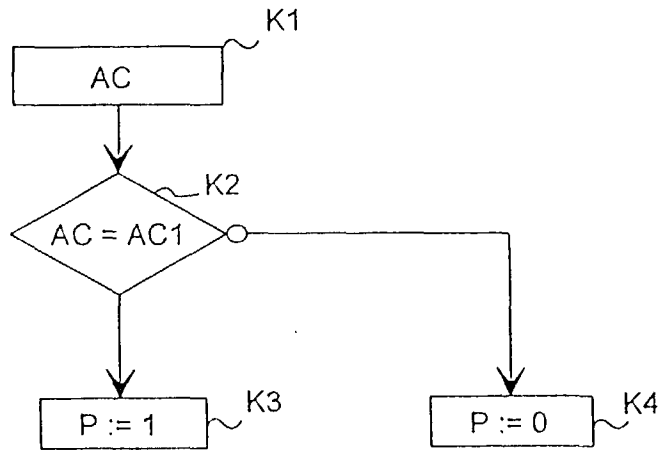 K1
AC
K2
AC = AC1
K3
P := 1
K4
P := 0